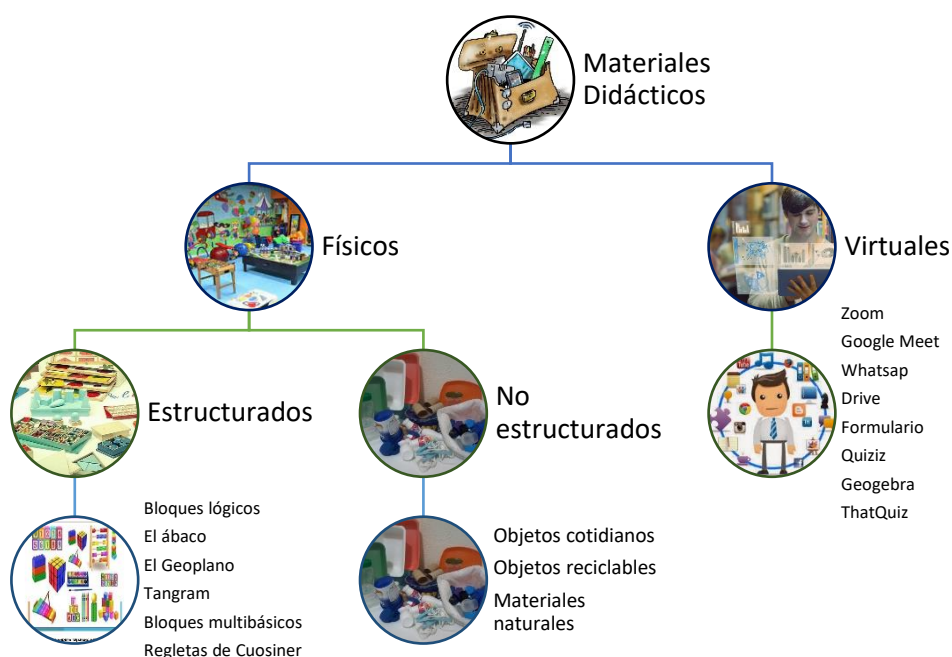 Materiales
Didácticos
Físicos
Virtuales
Estructurados
No
estructurados
Zoom
Google Meet
Whatsap
Drive
Formulario
Quiziz
Geogebra
ThatQuiz
Bloques lógicos
El ábaco
El Geoplano
Tangram
Bloques multibásicos
Regletas de Cuosiner
Objetos cotidianos
Objetos reciclables
Materiales
naturales